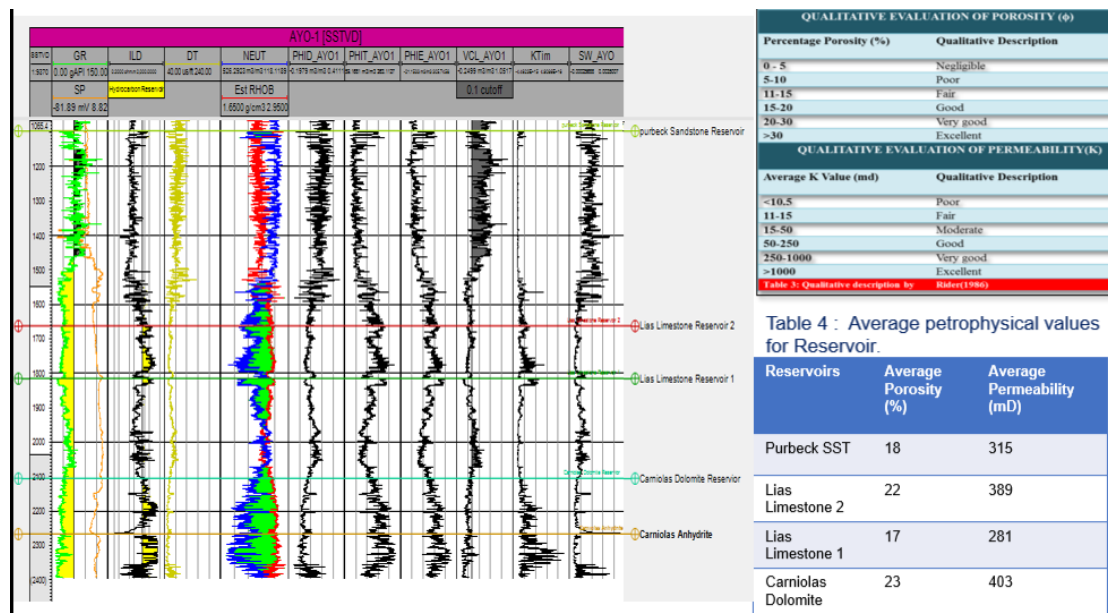 AYO-1 [SSTVD]
SSTVD GR ILD DT NEUT PHID_AYO1 PHIT_AYO1 PHIE_AYO1 VCL_AYO1 KTim SW_AYO
0.00 gAPI 150.00 40.00 us/ft 240.00
SP Hydrocarbon Reservoir Est RHOB 0.1 cutoff
-81.89 mV 8.82 1.6500 g/cm3 2.9500
1065.4
purbeck Sandstone Reservoir
1200
1300
1400
1500
1600
Lias Limestone Reservoir 2
1700
1800
Lias Limestone Reservoir 1
1900
2000
2100
Carniolas Dolomite Reservior
2200
Carniolas Anhydrite
2300
(2400)
QUALITATIVE EVALUATION OF POROSITY (ϕ)
Percentage Porosity (%) Qualitative Description
0 - 5 Negligible
5-10 Poor
11-15 Fair
15-20 Good
20-30 Very good
>30 Excellent
QUALITATIVE EVALUATION OF PERMEABILITY(K)
Average K Value (md) Qualitative Description
<10.5 Poor
11-15 Fair
15-50 Moderate
50-250 Good
250-1000 Very good
>1000 Excellent
Table 3: Qualitative description by Rider(1986)
Table 4 : Average petrophysical values
for Reservoir.
Reservoirs Average Average
Porosity Permeability
(%) (mD)
Purbeck SST 18 315
Lias 22 389
Limestone 2
Lias 17 281
Limestone 1
Carniolas 23 403
Dolomite